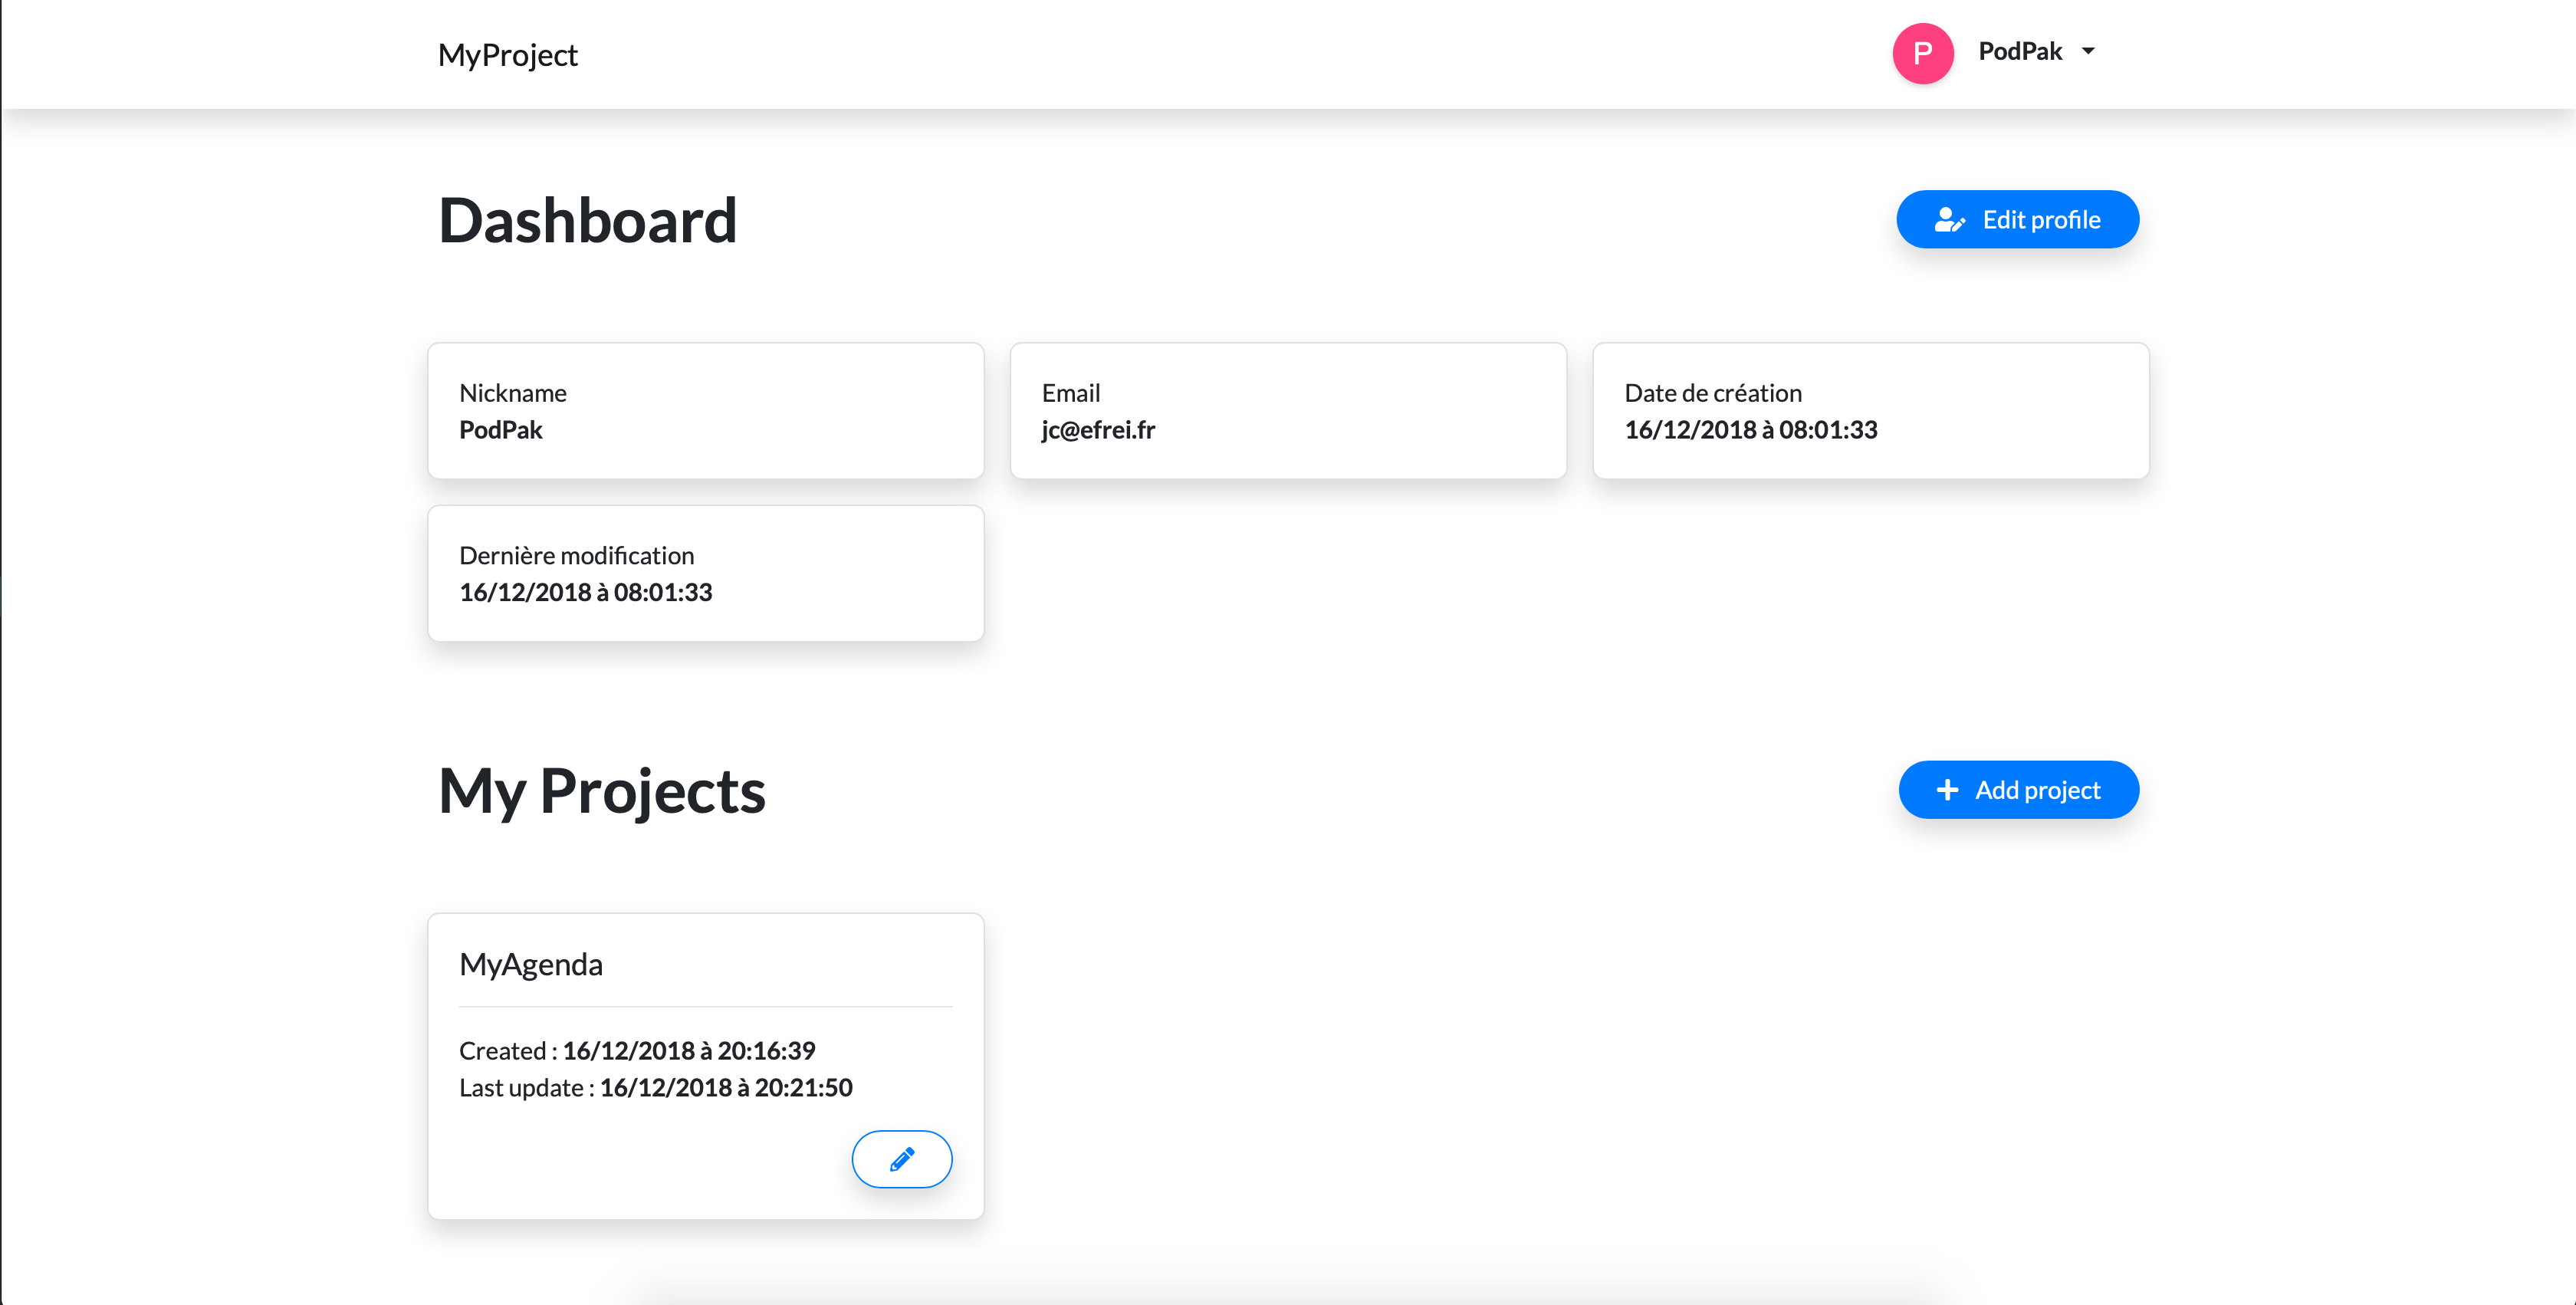 MyProject
P
PodPak
Dashboard
Edit profile
Nickname
PodPak
Email
jc@efrei.fr
Date de création
16/12/2018 à 08:01:33
Dernière modification
16/12/2018 à 08:01:33
My Projects
Add project
MyAgenda
Created : 16/12/2018 à 20:16:39
Last update : 16/12/2018 à 20:21:50